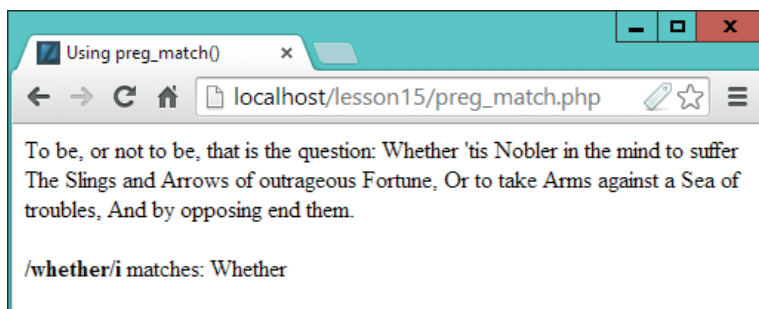 Using preg_match()
localhost/lesson15/preg_match.php
To be, or not to be, that is the question: Whether 'tis Nobler in the mind to suffer
The Slings and Arrows of outrageous Fortune, Or to take Arms against a Sea of
troubles, And by opposing end them.
/whether/i matches: Whether